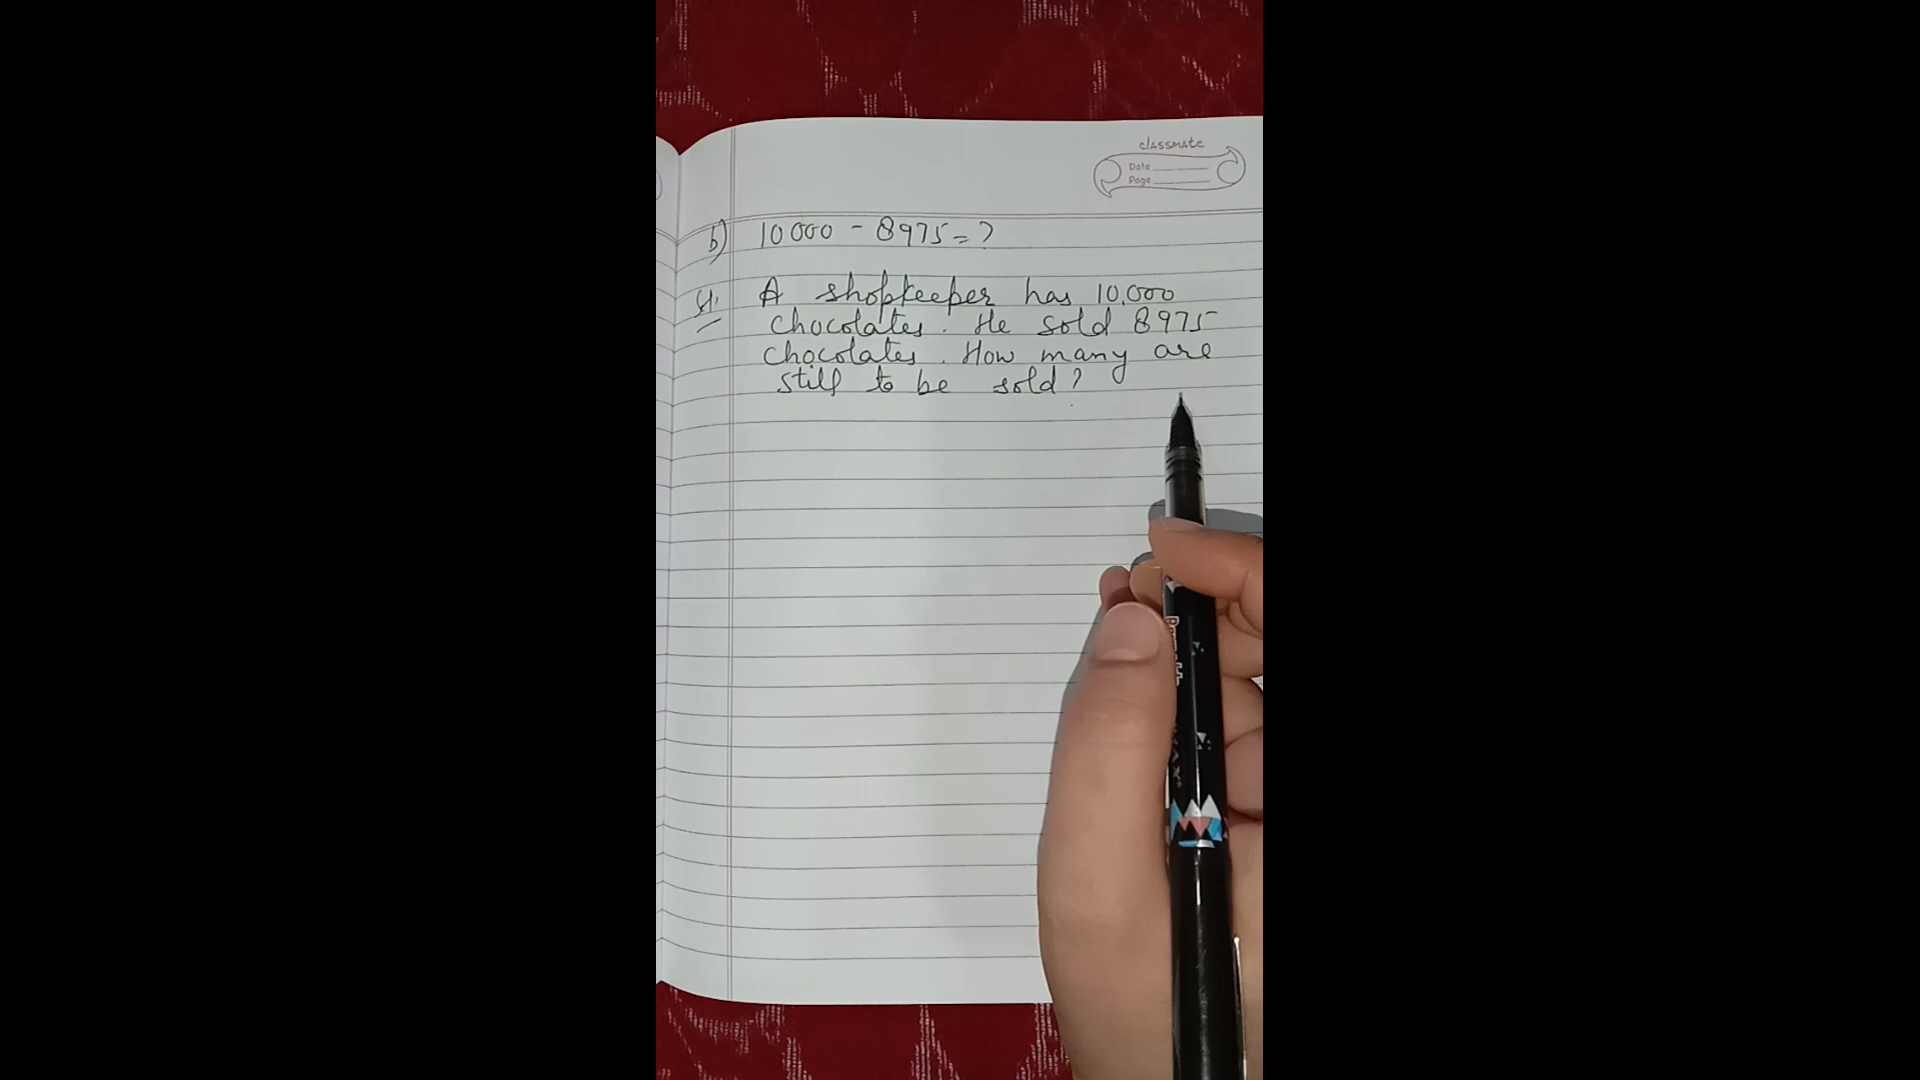 classmate
Date
Page
b) 10000 - 8975 = ?
A shopkeeper has 10,000
chocolates. He sold 8975
chocolates. How many are
still to be sold?